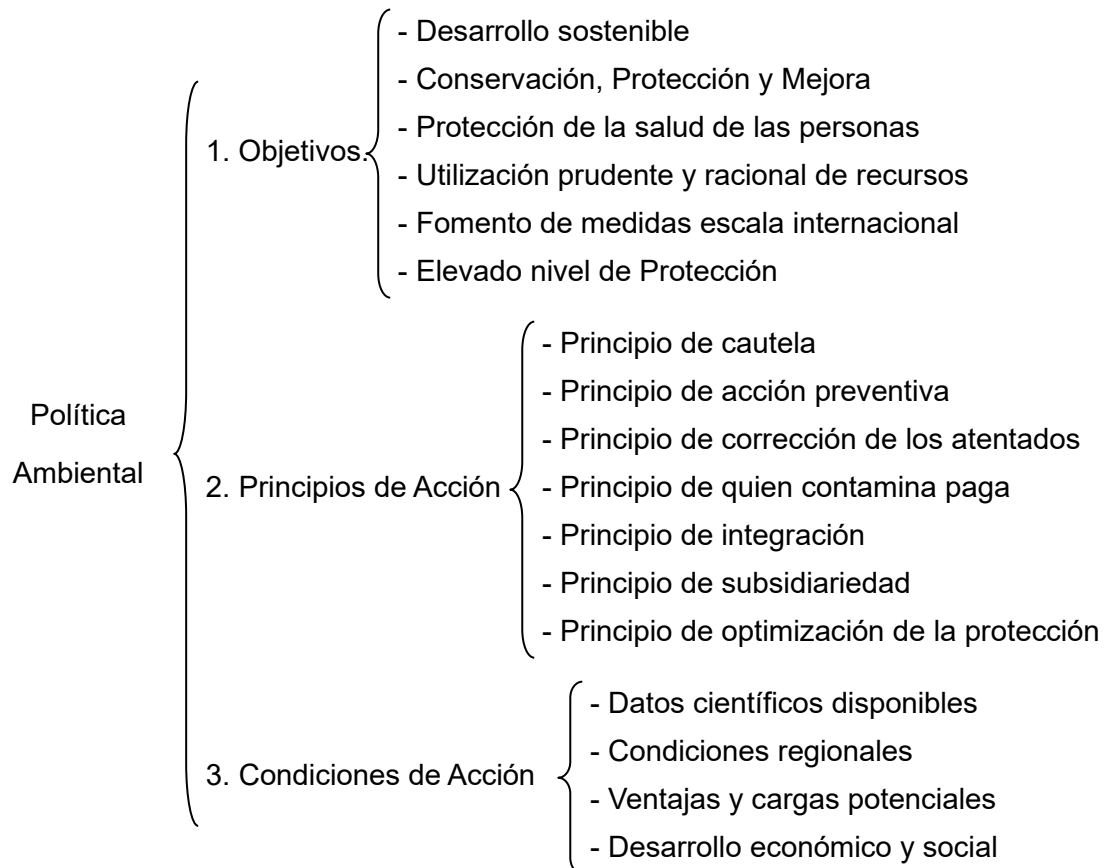 Política
Ambiental
1. Objetivos.
- Desarrollo sostenible
- Conservación, Protección y Mejora
- Protección de la salud de las personas
- Utilización prudente y racional de recursos
- Fomento de medidas escala internacional
- Elevado nivel de Protección
2. Principios de Acción
- Principio de cautela
- Principio de acción preventiva
- Principio de corrección de los atentados
- Principio de quien contamina paga
- Principio de integración
- Principio de subsidiariedad
- Principio de optimización de la protección
3. Condiciones de Acción
- Datos científicos disponibles
- Condiciones regionales
- Ventajas y cargas potenciales
- Desarrollo económico y social